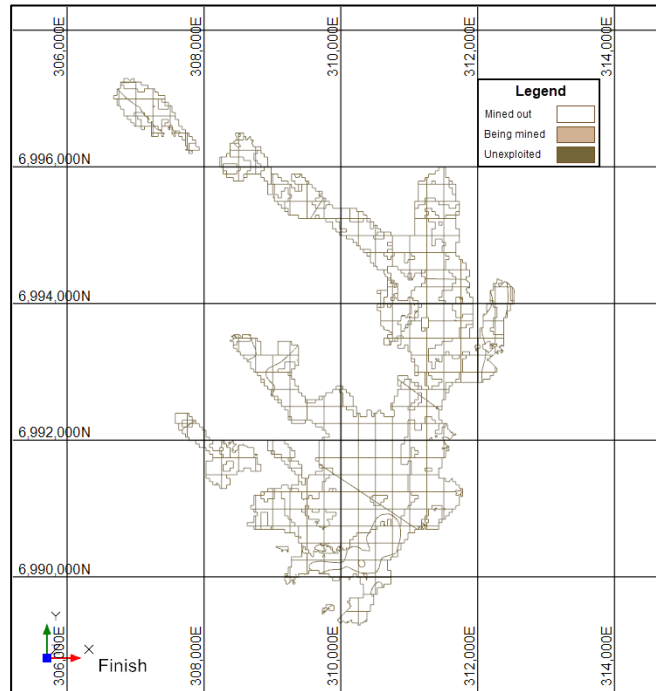 306,000E
308,000E
310,000E
312,000E
314,000E
Legend
Mined out
Being mined
Unexploited
6,996,000N
6,994,000N
6,992,000N
6,990,000N
306,000E
308,000E
310,000E
312,000E
314,000E
Y
X
Finish